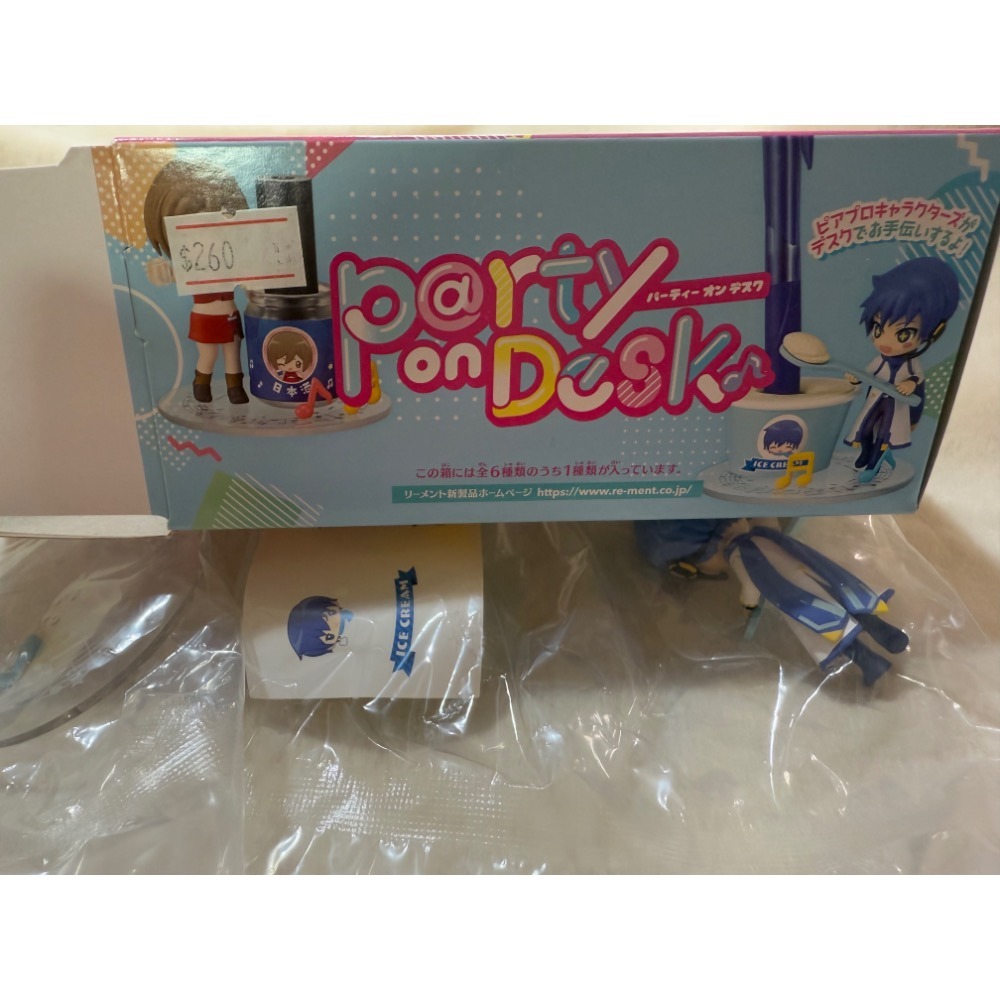 $260
ピアプロキャラクターズが
デスクでお手伝いするよ!
party
パーティー オン デスク
on Desk
日本酒
ICE CREAM
この箱には全6種類のうち1種類が入っています。
リーメント新製品ホームページ https://www.re-ment.co.jp/
ICE CREAM